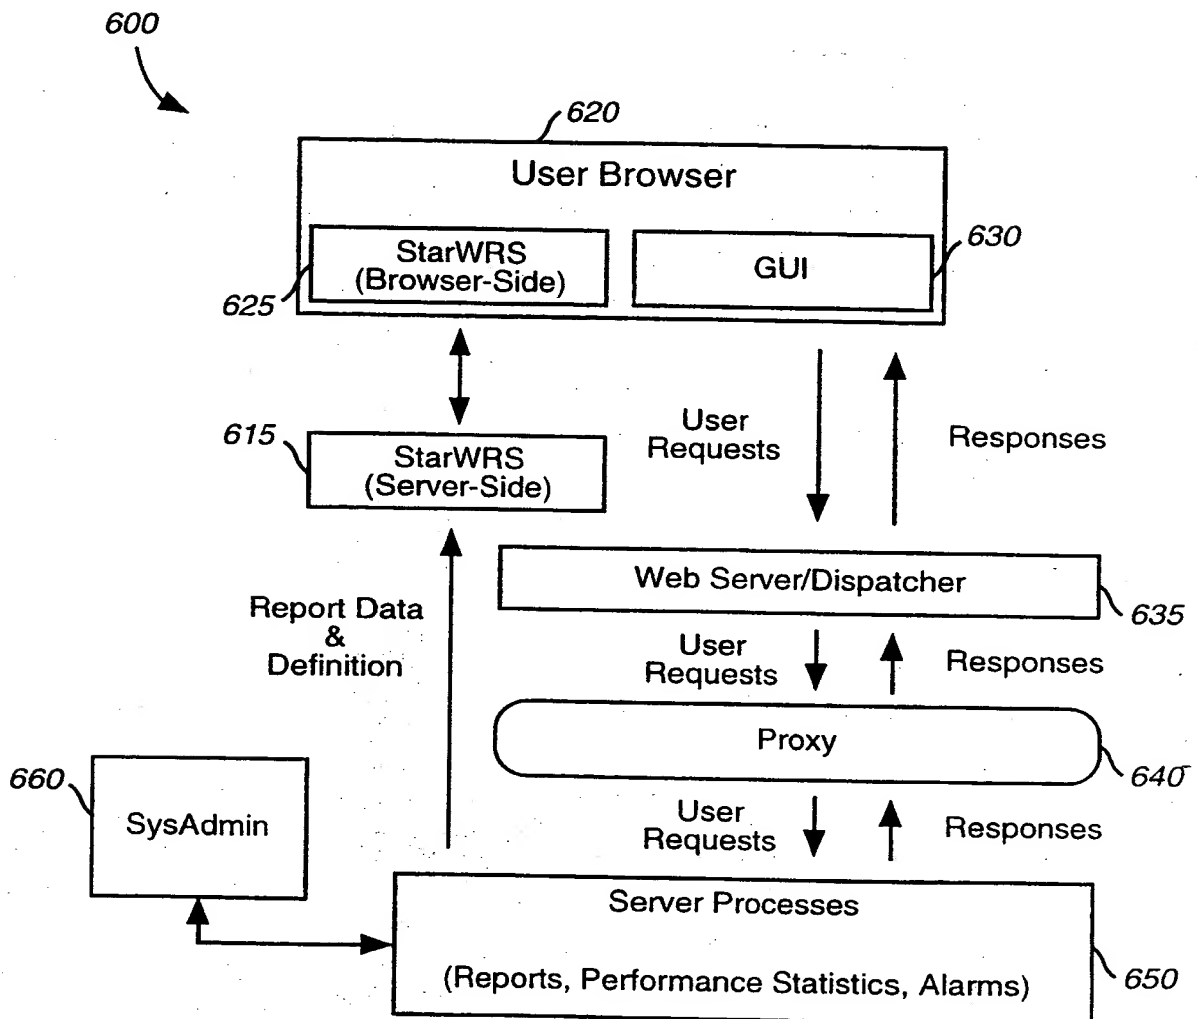 600
620
User Browser
StarWRS
(Browser-Side)
GUI
630
625
615
StarWRS
(Server-Side)
User
Requests
Responses
Web Server/Dispatcher
635
Report Data
&
Definition
User
Requests
Responses
Proxy
640
660
SysAdmin
User
Requests
Responses
Server Processes
(Reports, Performance Statistics, Alarms)
650